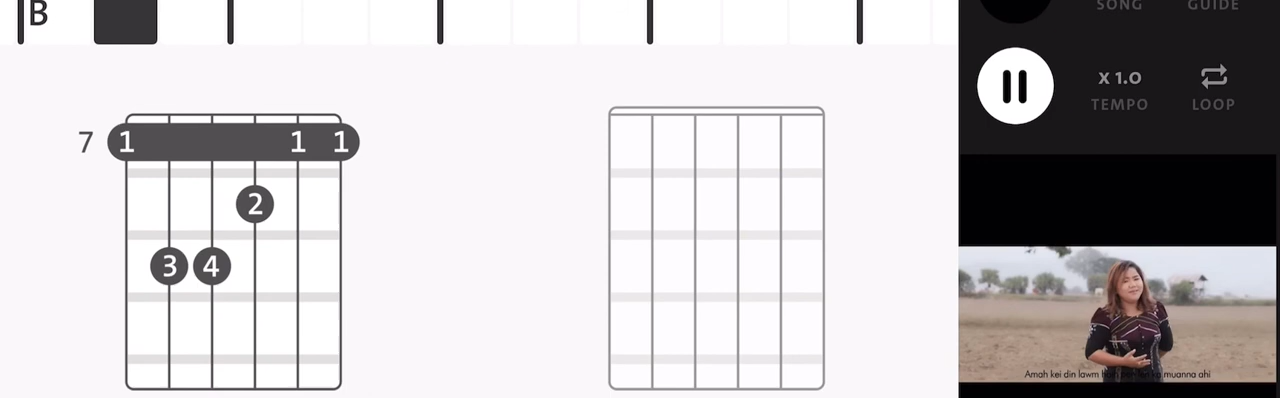 B
SONG GUIDE
x 1.0
TEMPO LOOP
7 1 1 1
2
3 4
Amah kei din lawm muanna ahi